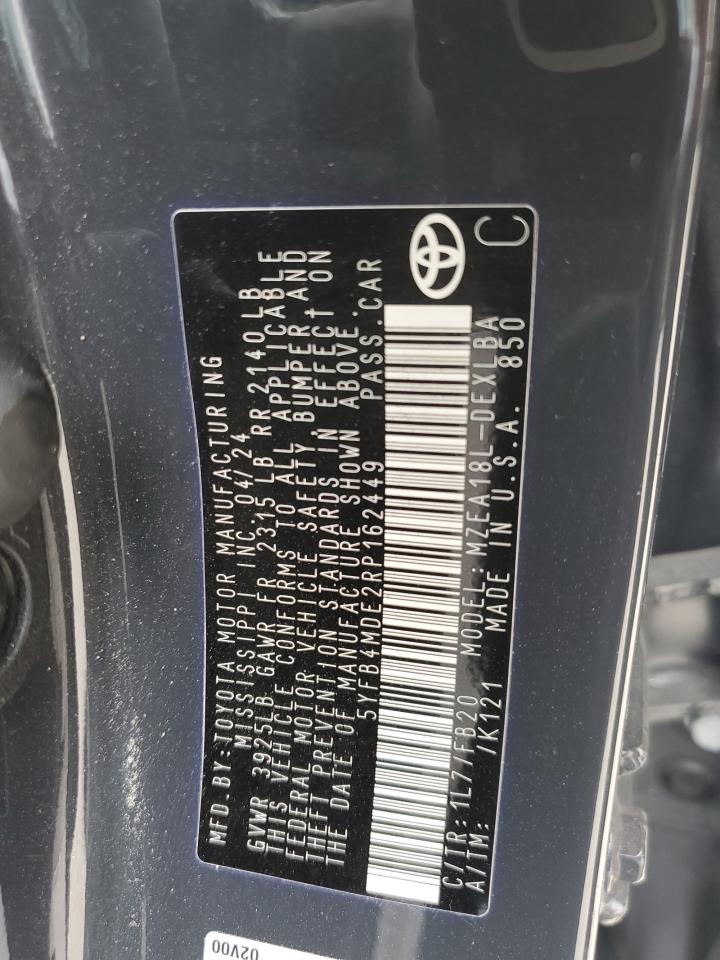 MFD.BY:TOYOTA MOTOR MANUFACTURING
MISSISSIPPI INC. 04/24
GVWR 3925LB GAWR FR 2315 LB RR 2140 LB
THIS VEHICLE CONFORMS TO ALL APPLICABLE
FEDERAL MOTOR VEHICLE SAFETY BUMPER AND
THEFT PREVENTION STANDARDS IN EFFECT ON
THE DATE OF MANUFACTURE SHOWN ABOVE.
5YFB4MDE2RP162449 PASS.CAR
C/TR:1L7/FB20 MODEL:MZEA18L-DEXLBA
A/TM: /K121 MADE IN U.S.A. 850
C
02V00